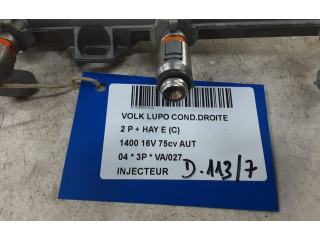 VOLK LUPO COND.DROITE
2 P + HAY E (C)
1400 16V 75cv AUT
04 * 3P * VA/027
INJECTEUR D.113/7